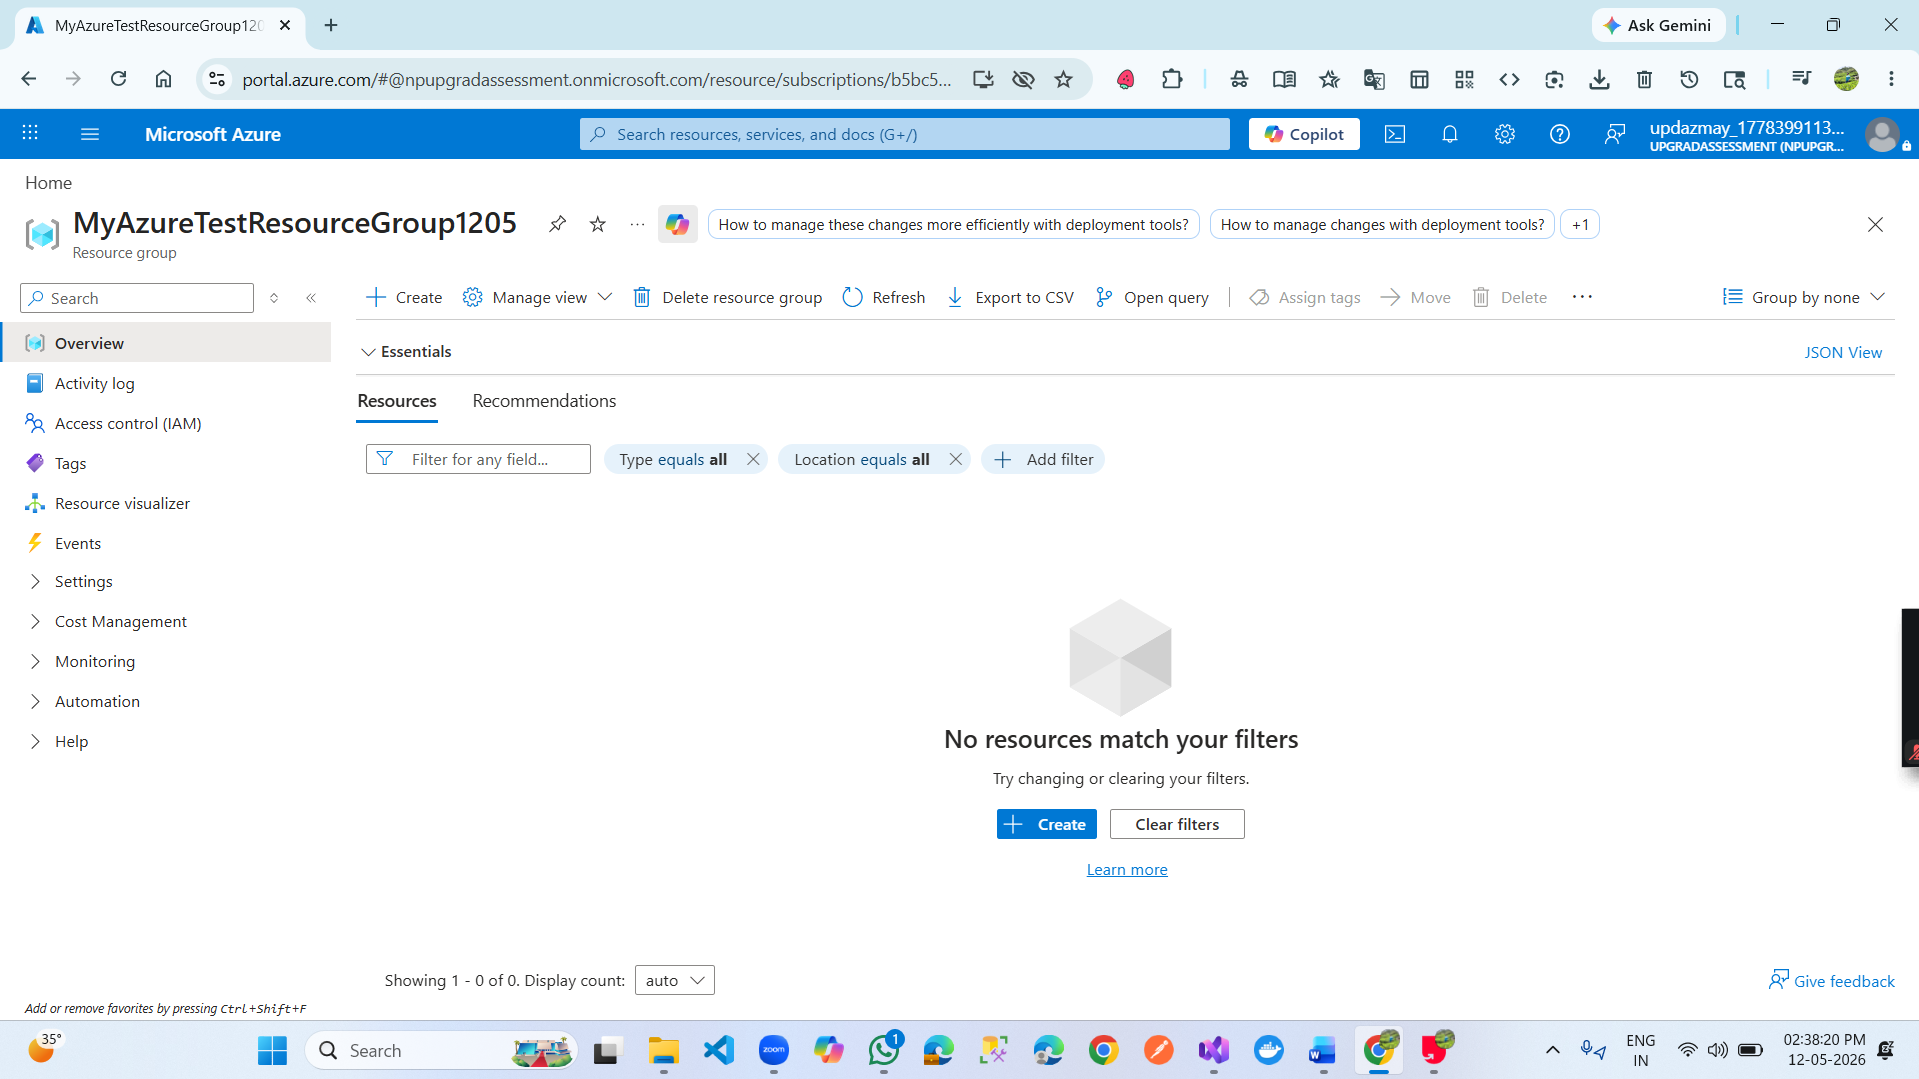 MyAzureTestResourceGroup120
Ask Gemini
portal.azure.com/#@npupgradassessment.onmicrosoft.com/resource/subscriptions/b5bc5...
Microsoft Azure
Search resources, services, and docs (G+/)
Copilot
updazmay_1778399113...
UPGRADASSESSMENT (NPUPGR...
Home
MyAzureTestResourceGroup1205
Resource group
How to manage these changes more efficiently with deployment tools?
How to manage changes with deployment tools?
+1
Search
Create
Manage view
Delete resource group
Refresh
Export to CSV
Open query
Assign tags
Move
Delete
Group by none
Overview
Activity log
Access control (IAM)
Tags
Resource visualizer
Events
Settings
Cost Management
Monitoring
Automation
Help
Essentials
JSON View
Resources
Recommendations
Filter for any field...
Type equals all
Location equals all
Add filter
No resources match your filters
Try changing or clearing your filters.
Create
Clear filters
Learn more
Showing 1 - 0 of 0. Display count:
auto
Give feedback
Add or remove favorites by pressing Ctrl+Shift+F
35°
Search
zoom
1
W
ENG
IN
02:38:20 PM
12-05-2026